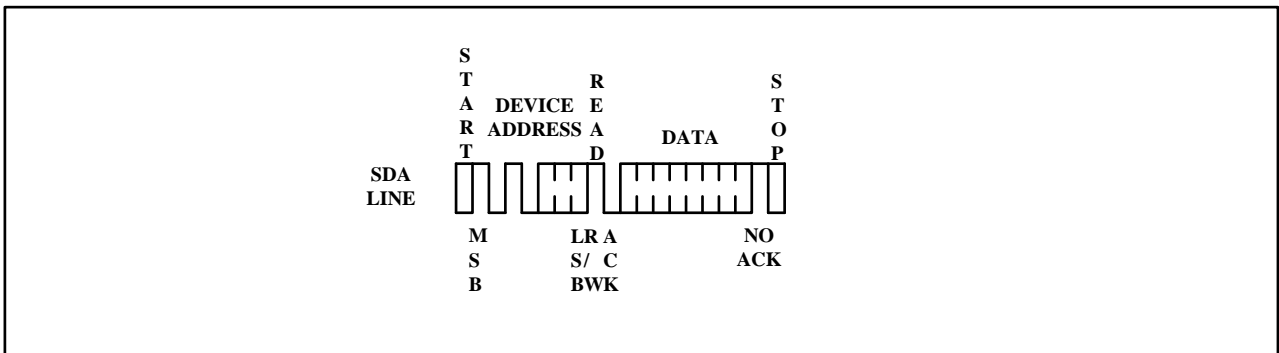 START
DEVICE
ADDRESS
READ
DATA
STOP
SDA
LINE
MSB
LSB
R/W
ACK
NO
ACK